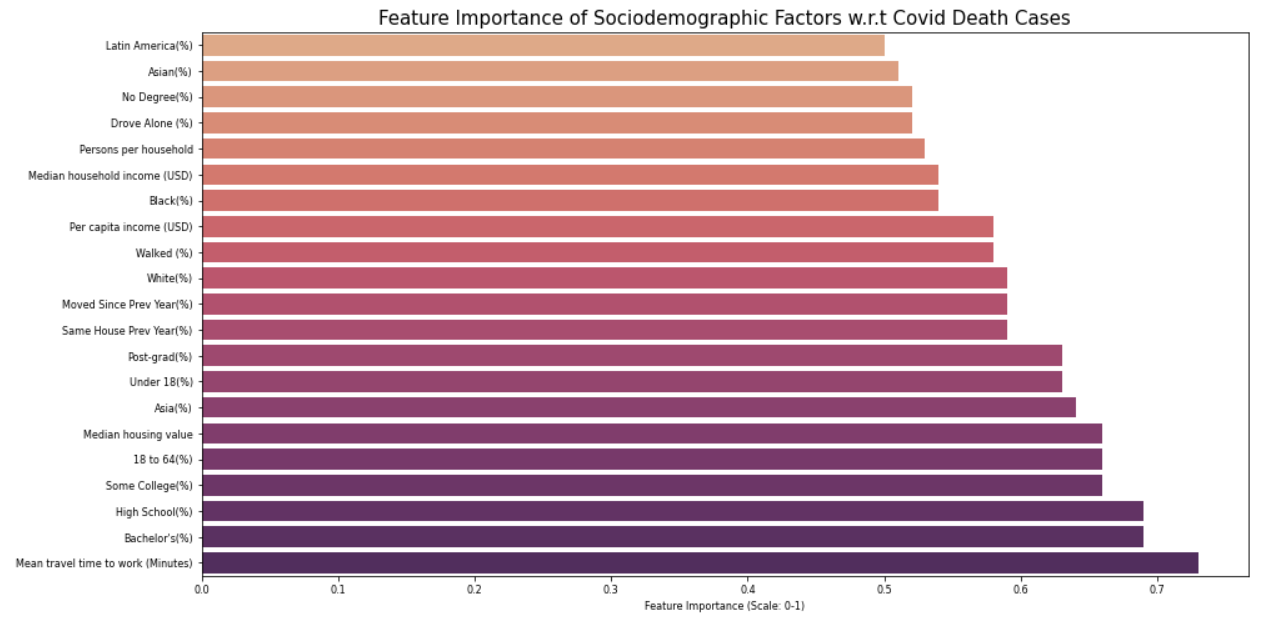 Feature Importance of Sociodemographic Factors w.r.t Covid Death Cases
Latin America(%)
Asian(%)
No Degree(%)
Drove Alone (%)
Persons per household
Median household income (USD)
Black(%)
Per capita income (USD)
Walked (%)
White(%)
Moved Since Prev Year(%)
Same House Prev Year(%)
Post-grad(%)
Under 18(%)
Asia(%)
Median housing value
18 to 64(%)
Some College(%)
High School(%)
Bachelor's(%)
Mean travel time to work (Minutes)
0.0 0.1 0.2 0.3 0.4 0.5 0.6 0.7
Feature Importance (Scale: 0-1)